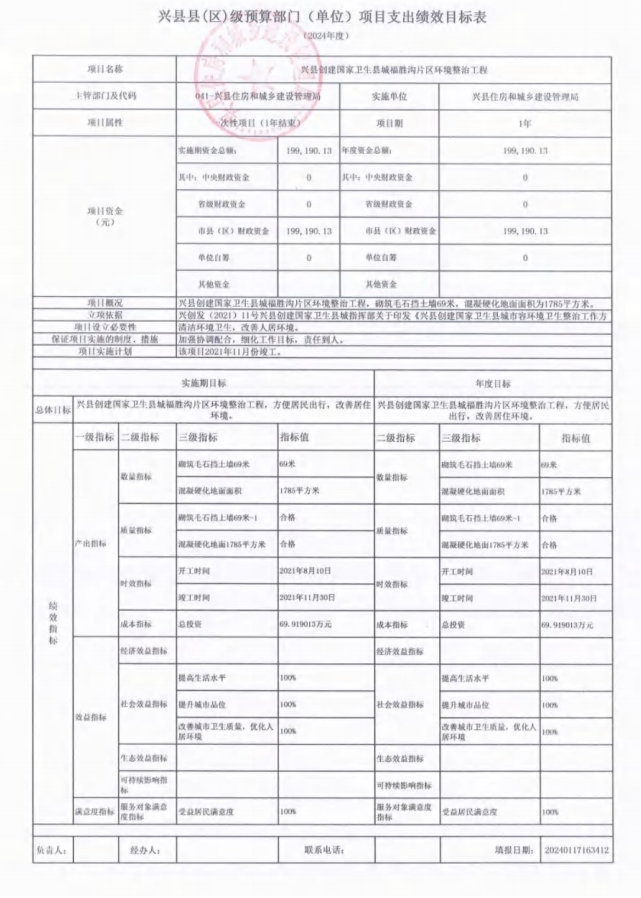 兴县县(区)级预算部门（单位）项目支出绩效目标表
（2024年度）
项目名称 兴县创建国家卫生县城福胜沟片区环境整治工程
主管部门及代码 041-兴县住房和城乡建设管理局 实施单位 兴县住房和城乡建设管理局
项目属性 一次性项目（1年结束） 项目期 1年
项目资金
（元）
实施期资金总额: 199,190.13 年度资金总额: 199,190.13
其中: 中央财政资金 0 其中: 中央财政资金 0
省级财政资金 0 省级财政资金 0
市县（区）财政资金 199,190.13 市县（区）财政资金 199,190.13
单位自筹 0 单位自筹 0
其他资金 其他资金
项目概况 兴县创建国家卫生县城福胜沟片区环境整治工程，砌筑毛石挡土墙69米，混凝硬化地面面积为1785平方米。
立项依据 兴创发（2021）11号兴县创建国家卫生县城指挥部关于印发《兴县创建国家卫生县城市容环境卫生整治工作方
项目设立必要性 清洁环境卫生，改善人居环境。
保证项目实施的制度、措施 加强协调配合，细化工作目标，责任到人。
项目实施计划 该项目2021年11月份竣工。
实施期目标 年度目标
总体目标 兴县创建国家卫生县城福胜沟片区环境整治工程，方便居民出行，改善居住环境。 兴县创建国家卫生县城福胜沟片区环境整治工程，方便居民出行，改善居住环境。
绩效指标
一级指标 二级指标 三级指标 指标值 二级指标 三级指标 指标值
产出指标
数量指标 砌筑毛石挡土墙69米 69米 数量指标 砌筑毛石挡土墙69米 69米
混凝硬化地面面积 1785平方米 混凝硬化地面面积 1785平方米
质量指标 砌筑毛石挡土墙69米-1 合格 质量指标 砌筑毛石挡土墙69米-1 合格
混凝硬化地面1785平方米 合格 混凝硬化地面1785平方米 合格
时效指标 开工时间 2021年8月10日 时效指标 开工时间 2021年8月10日
竣工时间 2021年11月30日 竣工时间 2021年11月30日
成本指标 总投资 69.919013万元 成本指标 总投资 69.919013万元
效益指标
经济效益指标 经济效益指标
社会效益指标 提高生活水平 100% 社会效益指标 提高生活水平 100%
提升城市品位 100% 提升城市品位 100%
改善城市卫生质量，优化人居环境 100% 改善城市卫生质量，优化人居环境 100%
生态效益指标 生态效益指标
可持续影响指标 可持续影响指标
满意度指标 服务对象满意度指标 受益居民满意度 100% 服务对象满意度指标 受益居民满意度 100%
负责人: 经办人: 联系电话: 填报日期: 20240117163412